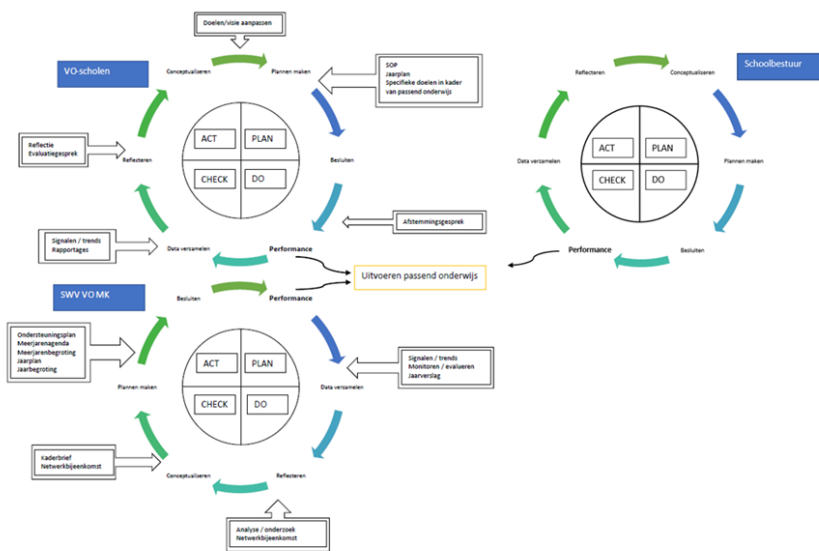 Doelen/visie aanpassen
VO-scholen
Conceptualiseren
Plannen maken
SOP
Jaarplan
Specifieke doelen in kader
van passend onderwijs
ACT
PLAN
CHECK
DO
Reflectie
Evaluatiegesprek
Reflecteren
Besluiten
Afstemmingsgesprek
Signalen / trends
Rapportages
Data verzamelen
Performance
Schoolbestuur
Reflecteren
Conceptualiseren
ACT
PLAN
CHECK
DO
Data verzamelen
Plannen maken
Performance
Besluiten
Uitvoeren passend onderwijs
SWV VO MK
Besluiten
Performance
Ondersteuningsplan
Meerjarenagenda
Meerjarenbegroting
Jaarplan
Jaarbegroting
ACT
PLAN
CHECK
DO
Signalen / trends
Monitoren / evalueren
Jaarverslag
Plannen maken
Data verzamelen
Kaderbrief
Netwerkbijeenkomst
Conceptualiseren
Reflecteren
Analyse / onderzoek
Netwerkbijeenkomst